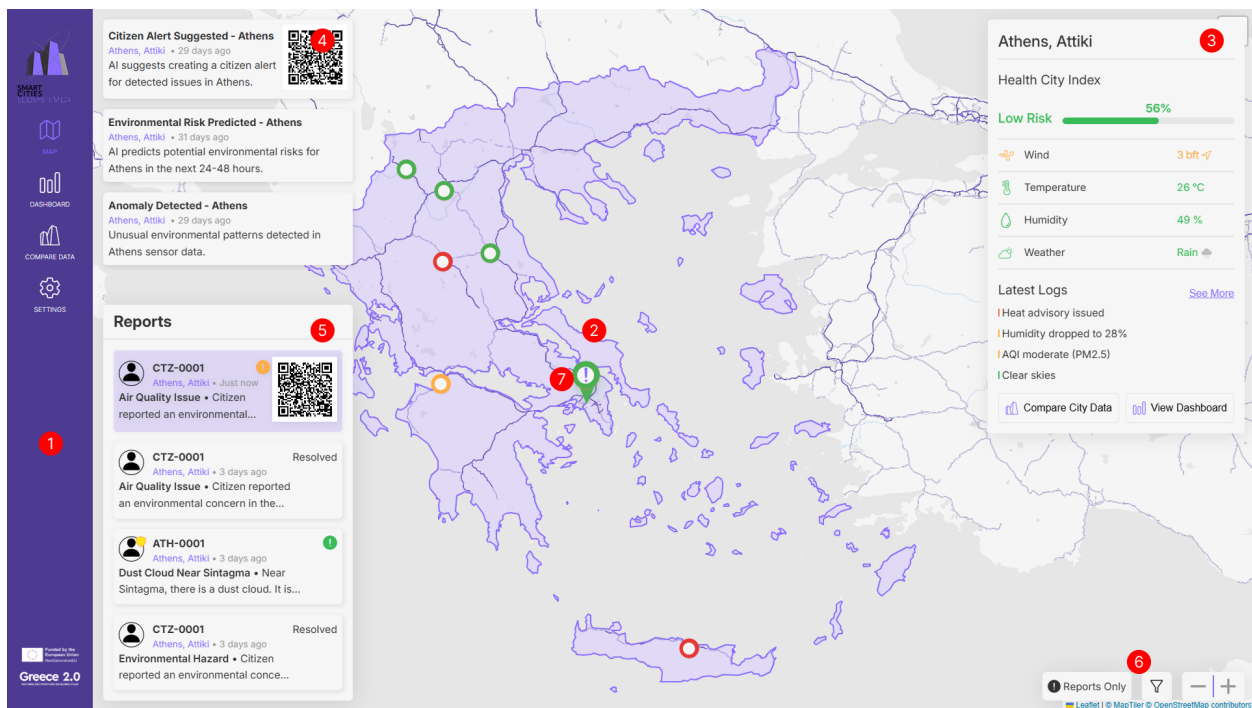 SMART
CITIES
ECOSYSTEM GR
MAP
DASHBOARD
COMPARE DATA
SETTINGS
1
Funded by the
European Union
NextGenerationEU
Greece 2.0
Citizen Alert Suggested - Athens
Athens, Attiki • 29 days ago
AI suggests creating a citizen alert
for detected issues in Athens.
4
Environmental Risk Predicted - Athens
Athens, Attiki • 31 days ago
AI predicts potential environmental risks for
Athens in the next 24-48 hours.
Anomaly Detected - Athens
Athens, Attiki • 29 days ago
Unusual environmental patterns detected in
Athens sensor data.
Reports
5
CTZ-0001
Athens, Attiki • Just now
Air Quality Issue • Citizen
reported an environmental...
CTZ-0001 Resolved
Athens, Attiki • 3 days ago
Air Quality Issue • Citizen reported
an environmental concern in the...
ATH-0001
Athens, Attiki • 3 days ago
Dust Cloud Near Sintagma • Near
Sintagma, there is a dust cloud. It is...
CTZ-0001 Resolved
Athens, Attiki • 3 days ago
Environmental Hazard • Citizen
reported an environmental conce...
2
7
Athens, Attiki
3
Health City Index
56%
Low Risk
Wind 3 bft
Temperature 26 ºC
Humidity 49 %
Weather Rain
Latest Logs See More
Heat advisory issued
Humidity dropped to 28%
AQI moderate (PM2.5)
Clear skies
Compare City Data View Dashboard
6
Reports Only
Leaflet | © MapTiler © OpenStreetMap contributors